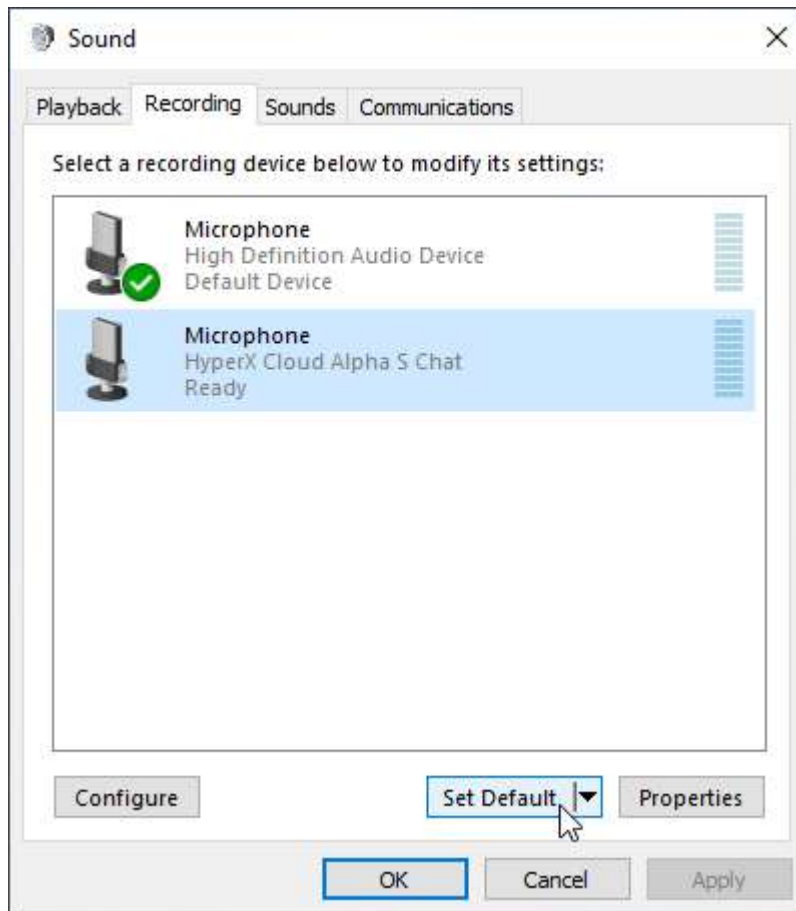 Sound
Playback Recording Sounds Communications
Select a recording device below to modify its settings:
Microphone
High Definition Audio Device
Default Device
Microphone
HyperX Cloud Alpha S Chat
Ready
Configure Set Default Properties
OK Cancel Apply